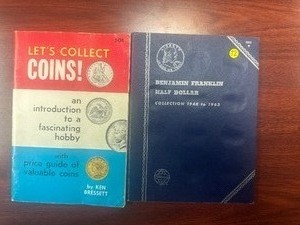 50¢
LET'S COLLECT
COINS!
an
introduction
to a
fascinating
hobby
with
price guide of
valuable coins
by KEN
BRESSETT
BENJAMIN FRANKLIN
HALF DOLLAR
COLLECTION 1948 to 1963